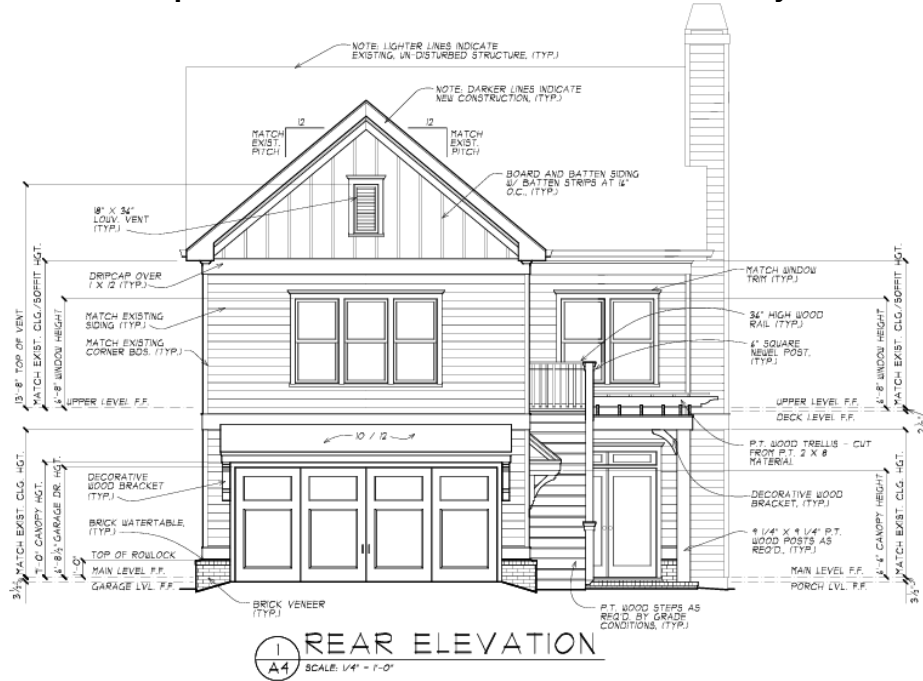 NOTE: LIGHTER LINES INDICATE
EXISTING, UN-DISTURBED STRUCTURE, (TYP.)
NOTE: DARKER LINES INDICATE
NEW CONSTRUCTION, (TYP.)
12
12
MATCH
EXIST.
PITCH
MATCH
EXIST.
PITCH
BOARD AND BATTEN SIDING
W/ BATTEN STRIPS AT 16"
O.C., (TYP.)
18" X 36"
LOUV. VENT
(TYP.)
DRIPCAP OVER
1 X 12 (TYP.)
MATCH WINDOW
TRIM (TYP.)
MATCH EXISTING
SIDING (TYP.)
36" HIGH WOOD
RAIL (TYP.)
MATCH EXISTING
CORNER BDS. (TYP.)
6" SQUARE
NEWEL POST,
(TYP.)
13'-8" TOP OF VENT
MATCH EXIST. CLG./SOFFIT HGT.
6'-8" WINDOW HEIGHT
6'-8" WINDOW HEIGHT
MATCH EXIST. CLG./SOFFIT HGT.
UPPER LEVEL F.F.
UPPER LEVEL F.F.
DECK LEVEL F.F.
10 / 12
P.T. WOOD TRELLIS - CUT
FROM P.T. 2 X 8
MATERIAL
DECORATIVE
WOOD BRACKET
(TYP.)
DECORATIVE WOOD
BRACKET, (TYP.)
BRICK WATERTABLE,
(TYP.)
9 1/4" X 9 1/4" P.T.
WOOD POSTS AS
REQ'D., (TYP.)
MATCH EXIST. CLG. HGT.
7'-0" CANOPY HGT.
6'-8 1/2" GARAGE DR. HGT.
1'-0"
6'-6" CANOPY HEIGHT
MATCH EXIST. CLG. HGT.
TOP OF ROWLOCK
MAIN LEVEL F.F.
MAIN LEVEL F.F.
GARAGE LVL. F.F.
PORCH LVL. F.F.
3 1/2"
3 1/2"
BRICK VENEER
(TYP.)
P.T. WOOD STEPS AS
REQ'D. BY GRADE
CONDITIONS, (TYP.)
1
A4
REAR ELEVATION
SCALE: 1/4" = 1'-0"